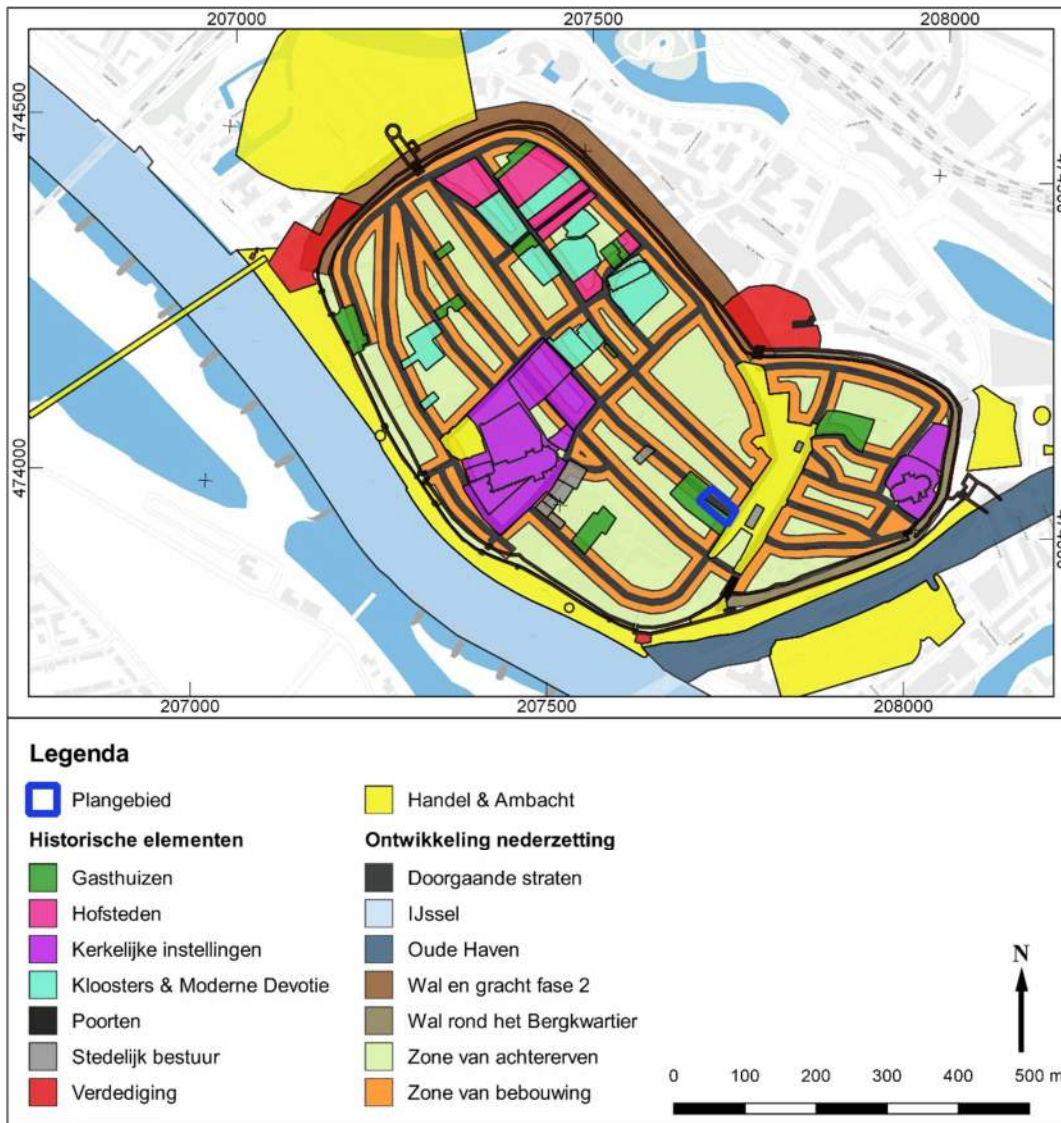 207000 207500 208000
474500
474000
207000 207500 208000
Legenda
Plangebied
Handel & Ambacht
Historische elementen
Ontwikkeling nederzetting
Gasthuizen
Doorgaande straten
Hofsteden
IJssel
Kerkelijke instellingen
Oude Haven
Kloosters & Moderne Devotie
Wal en gracht fase 2
Poorten
Wal rond het Bergkwartier
Stedelijk bestuur
Zone van achtererven
Verdediging
Zone van bebouwing
N
0 100 200 300 400 500 m